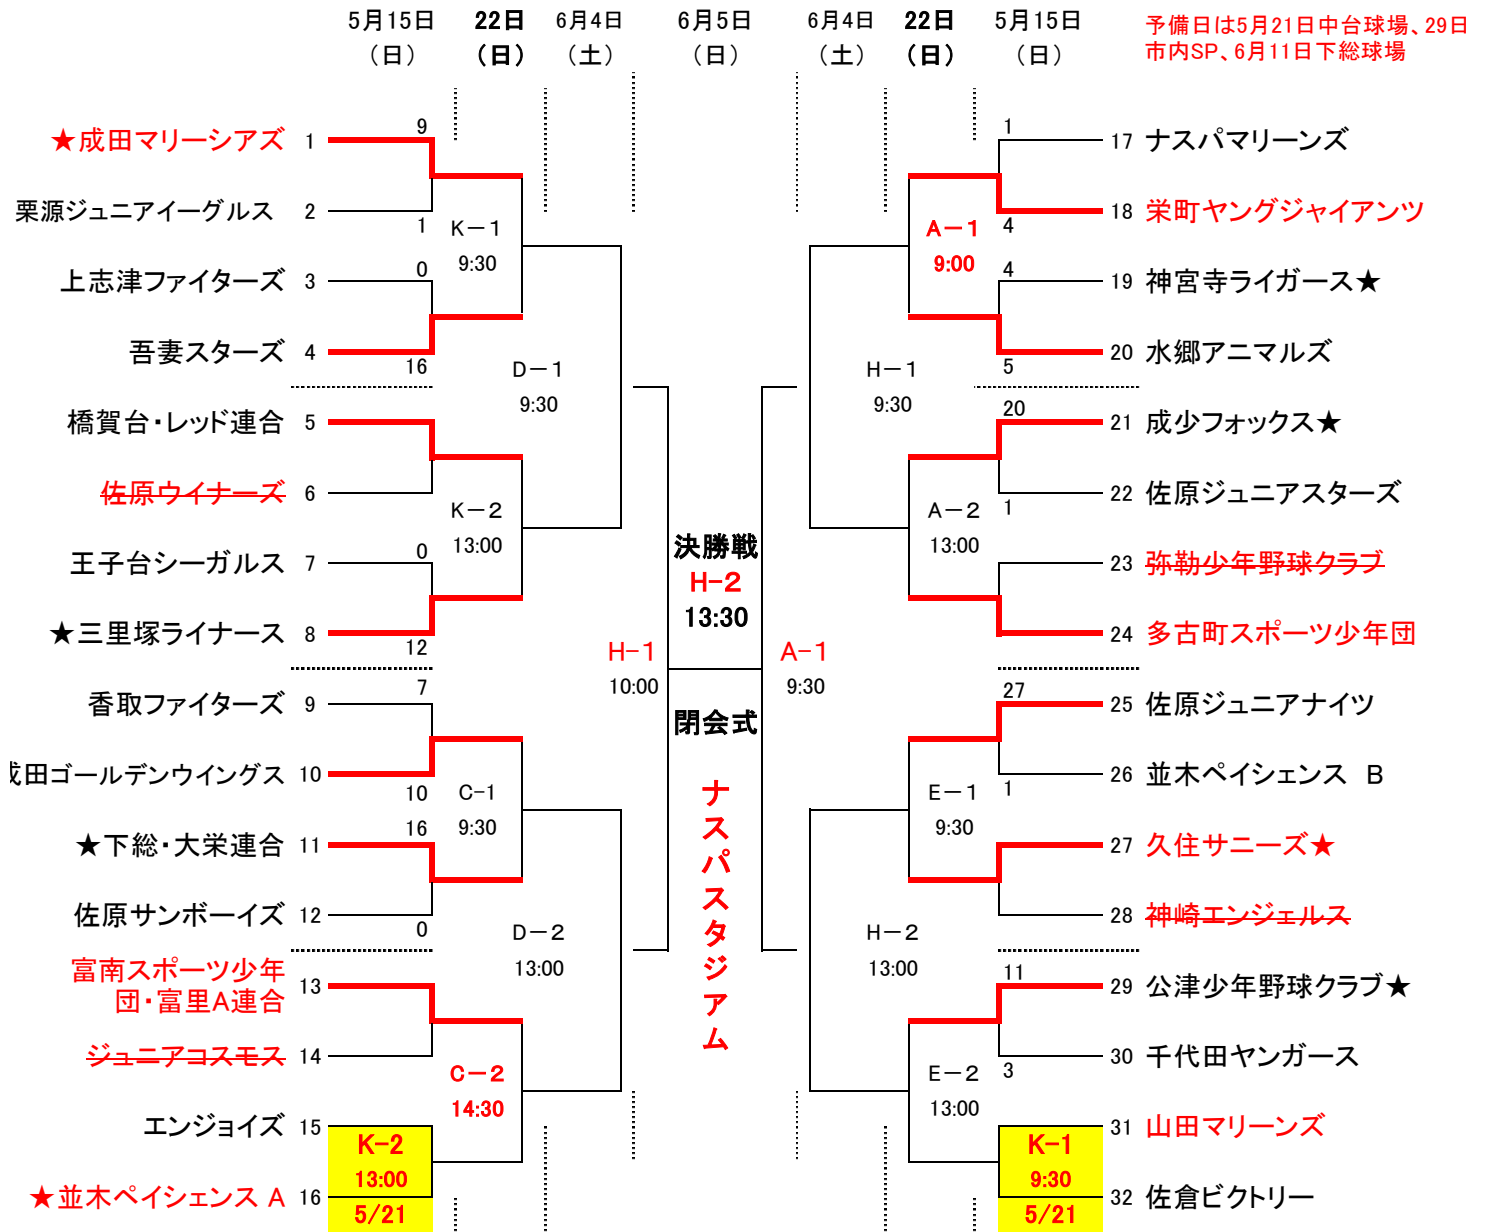 5月15日 22日 6月4日 6月5日 6月4日 22日 5月15日
（日） （日） （土） （日） （土） （日） （日）
予備日は5月21日中台球場、29日
市内SP、6月11日下総球場
★成田マリーシアズ 1 9
栗源ジュニアイーグルス 2 1
K－1
9:30
上志津ファイターズ 3 0
吾妻スターズ 4 16
D－1
9:30
橋賀台・レッド連合 5
佐原ウイナーズ 6
K－2
13:00
王子台シーガルス 7 0
★三里塚ライナース 8 12
H-1
10:00
香取ファイターズ 9 7
成田ゴールデンウイングス 10 10
C-1
9:30
★下総・大栄連合 11 16
佐原サンボーイズ 12 0
D－2
13:00
富南スポーツ少年
団・富里A連合 13
ジュニアコスモス 14
C－2
14:30
エンジョイズ 15
K-2
13:00
★並木ペイシェンス A 16
5/21
決勝戦
H-2
13:30
閉会式
ナスパスタジアム
1 17 ナスパマリーンズ
4 18 栄町ヤングジャイアンツ
A－1
9:00
4 19 神宮寺ライガース★
5 20 水郷アニマルズ
H－1
9:30
20 21 成少フォックス★
1 22 佐原ジュニアスターズ
A－2
13:00
23 弥勒少年野球クラブ
24 多古町スポーツ少年団
A-1
9:30
27 25 佐原ジュニアナイツ
1 26 並木ペイシェンス B
E－1
9:30
27 久住サニーズ★
28 神崎エンジェルス
H－2
13:00
11 29 公津少年野球クラブ★
3 30 千代田ヤンガース
E－2
13:00
31 山田マリーンズ
K-1
9:30
32 佐倉ビクトリー
5/21